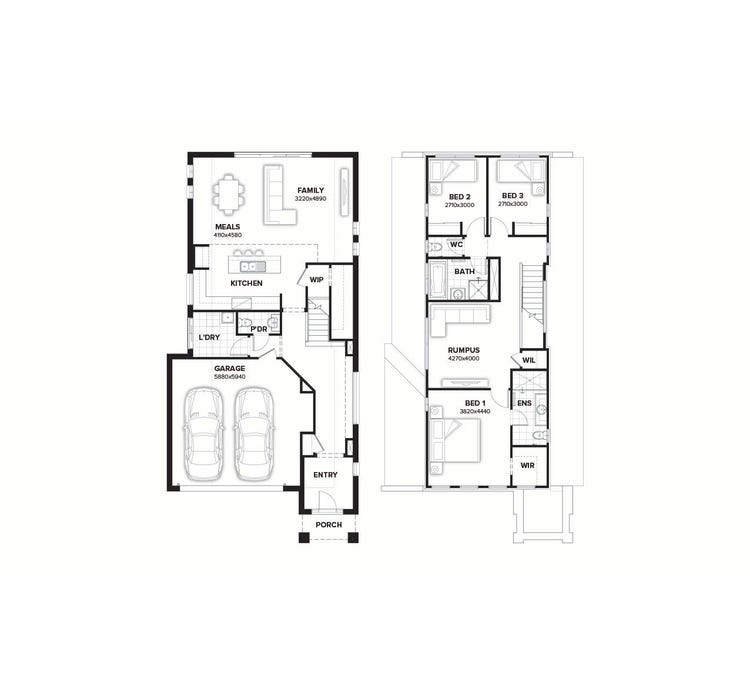 FAMILY
3220x4890
MEALS
4110x4580
KITCHEN
WIP
P'DR
L'DRY
GARAGE
5880x5940
ENTRY
PORCH
BED 2
2710x3000
BED 3
2710x3000
WC
BATH
RUMPUS
4270x4000
WIL
BED 1
3820x4440
ENS
WIR